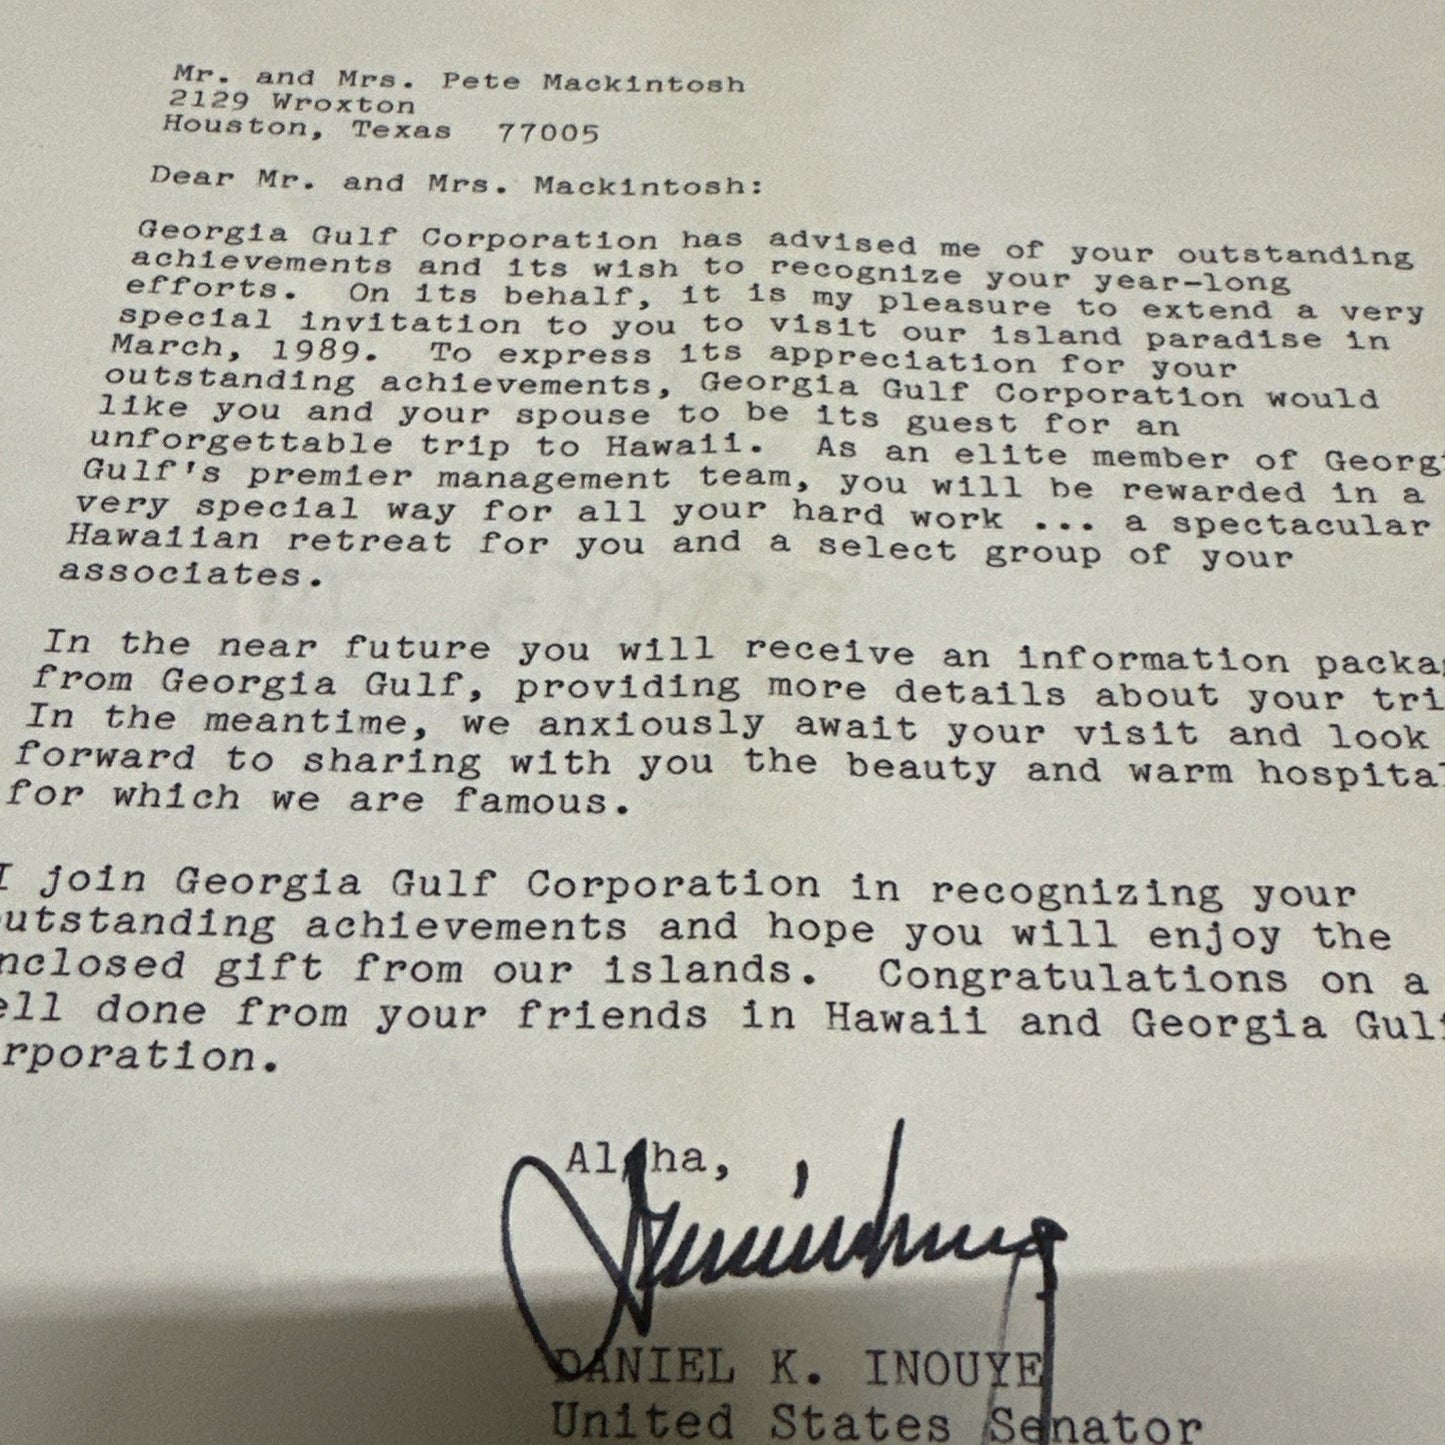 Mr. and Mrs. Pete Mackintosh
2129 Wroxton
Houston, Texas 77005
Dear Mr. and Mrs. Mackintosh:
Georgia Gulf Corporation has advised me of your outstanding
achievements and its wish to recognize your year-long
efforts. On its behalf, it is my pleasure to extend a very
special invitation to you to visit our island paradise in
March, 1989. To express its appreciation for your
outstanding achievements, Georgia Gulf Corporation would
like you and your spouse to be its guest for an
unforgettable trip to Hawaii. As an elite member of Georgi
Gulf's premier management team, you will be rewarded in a
very special way for all your hard work ... a spectacular
Hawaiian retreat for you and a select group of your
associates.
In the near future you will receive an information packag
from Georgia Gulf, providing more details about your tri
In the meantime, we anxiously await your visit and look
forward to sharing with you the beauty and warm hospital
for which we are famous.
I join Georgia Gulf Corporation in recognizing your
outstanding achievements and hope you will enjoy the
nclosed gift from our islands. Congratulations on a
ell done from your friends in Hawaii and Georgia Gulf
rporation.
Aloha,
DANIEL K. INOUYE
United States Senator